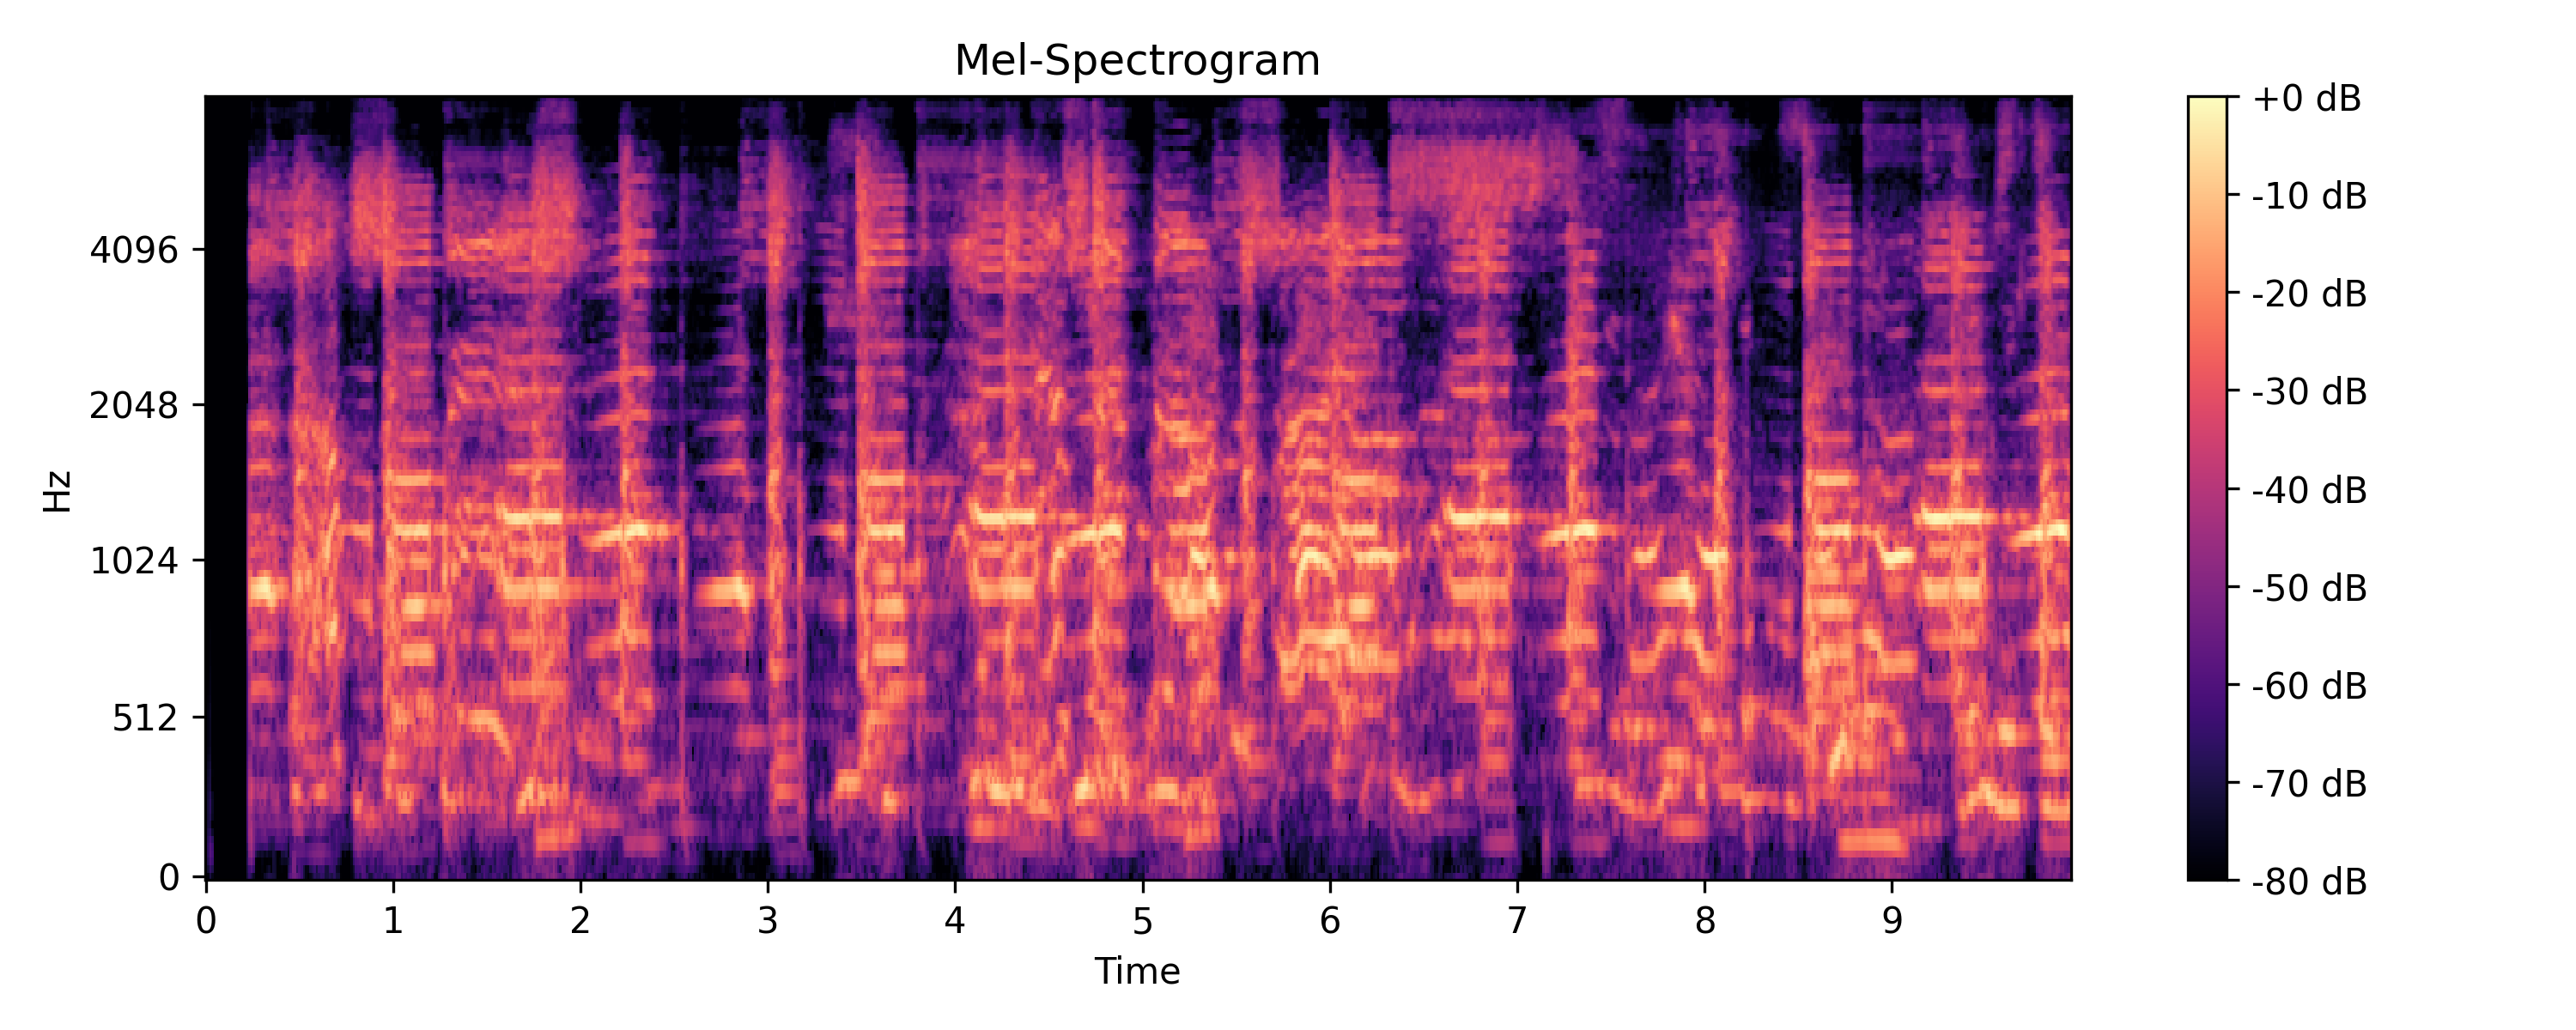 Mel-Spectrogram
+0 dB
-10 dB
-20 dB
-30 dB
-40 dB
-50 dB
-60 dB
-70 dB
-80 dB
Hz
4096
2048
1024
512
0
0 1 2 3 4 5 6 7 8 9
Time